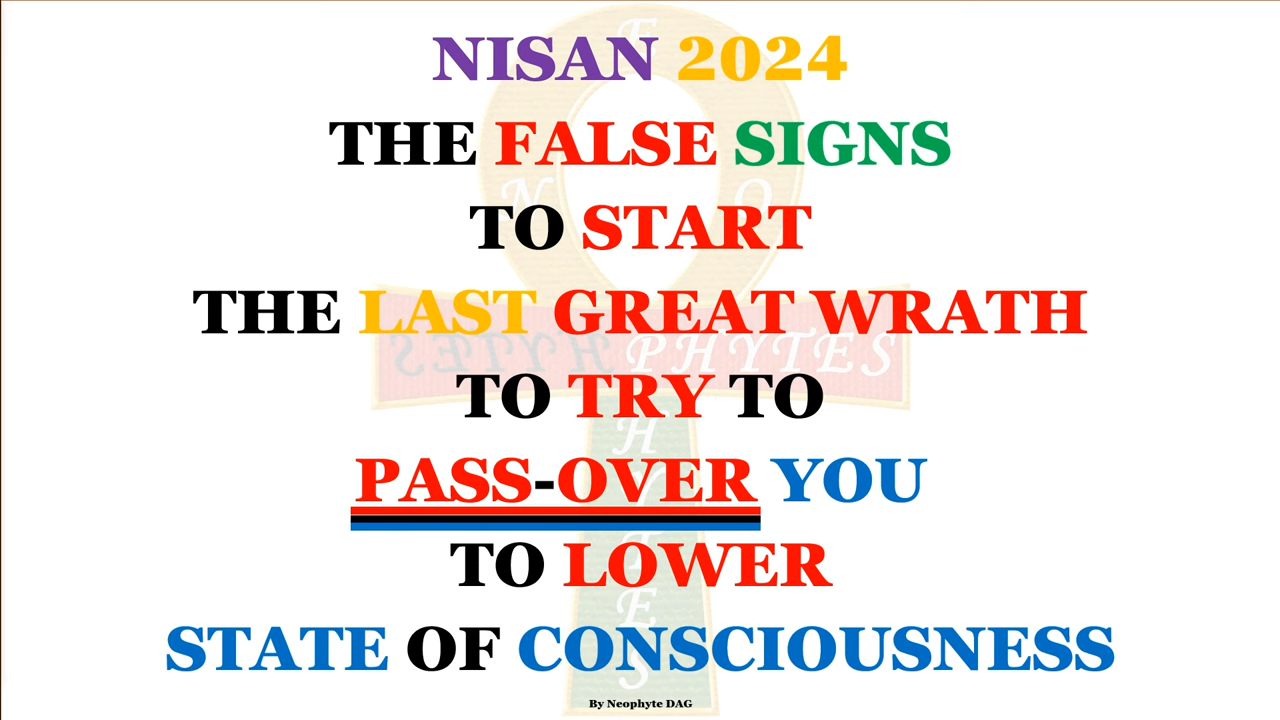 NISAN 2024
THE FALSE SIGNS
TO START
THE LAST GREAT WRATH
TO TRY TO
PASS-OVER YOU
TO LOWER
STATE OF CONSCIOUSNESS
By Neophyte DAG